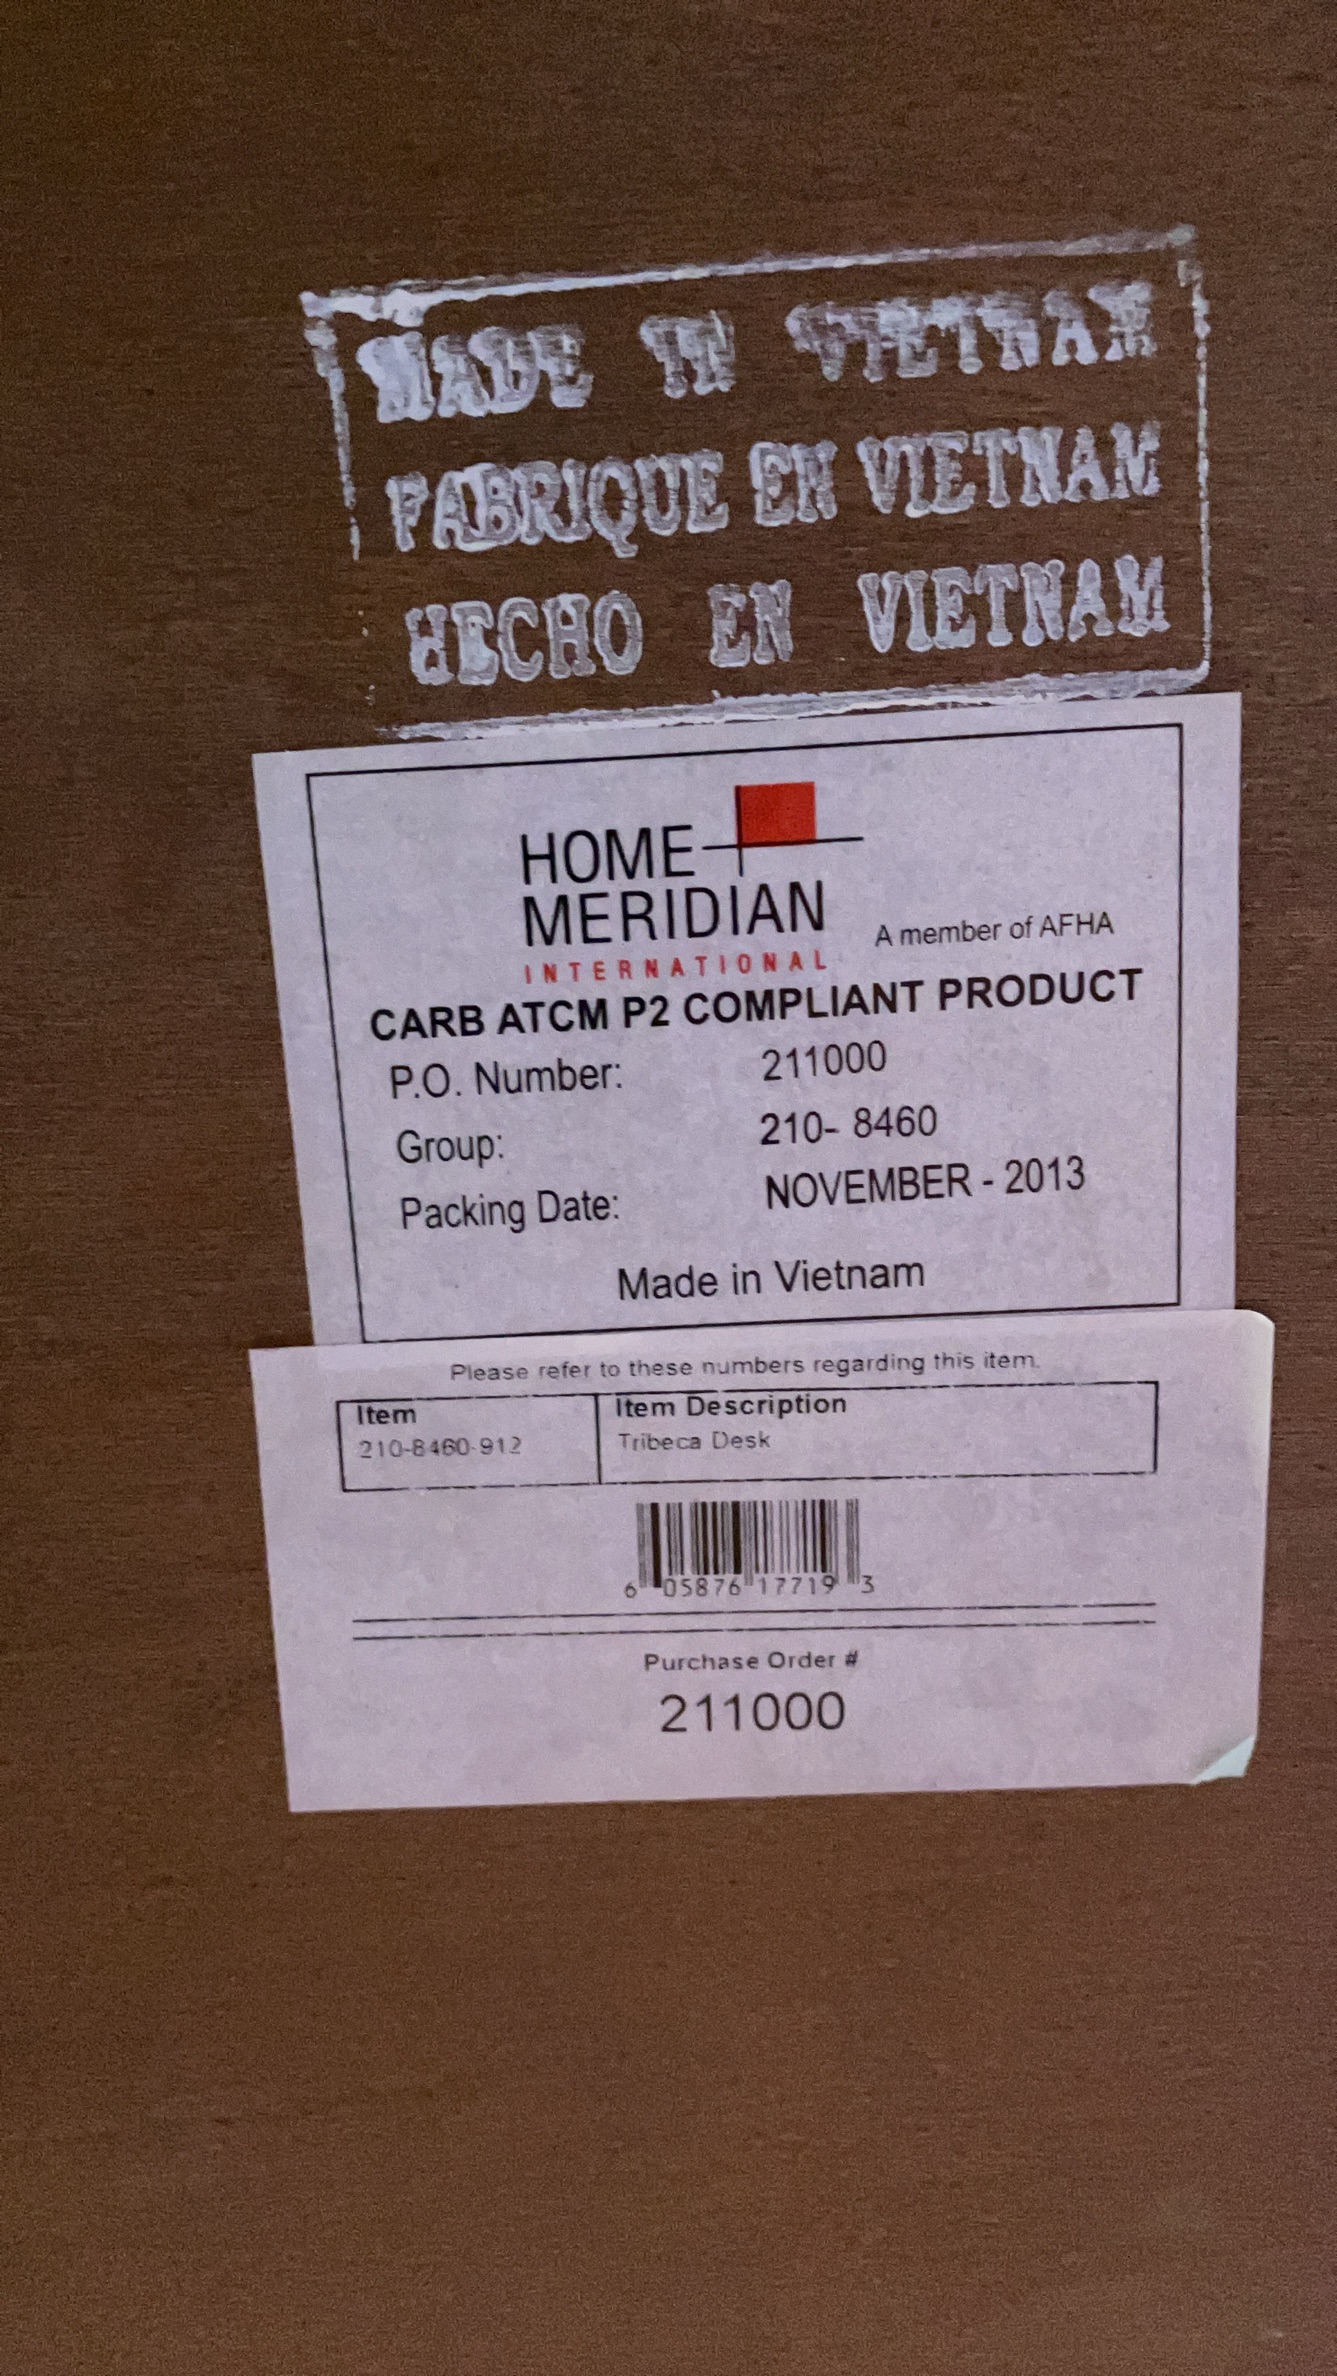 MADE IN VIETNAM
FABRIQUE EN VIETNAM
HECHO EN VIETNAM
HOME
MERIDIAN
INTERNATIONAL
A member of AFHA
CARB ATCM P2 COMPLIANT PRODUCT
P.O. Number: 211000
Group: 210- 8460
Packing Date: NOVEMBER - 2013
Made in Vietnam
Please refer to these numbers regarding this item.
Item Item Description
210-8460-912 Tribeca Desk
6 05876 17719 3
Purchase Order #
211000